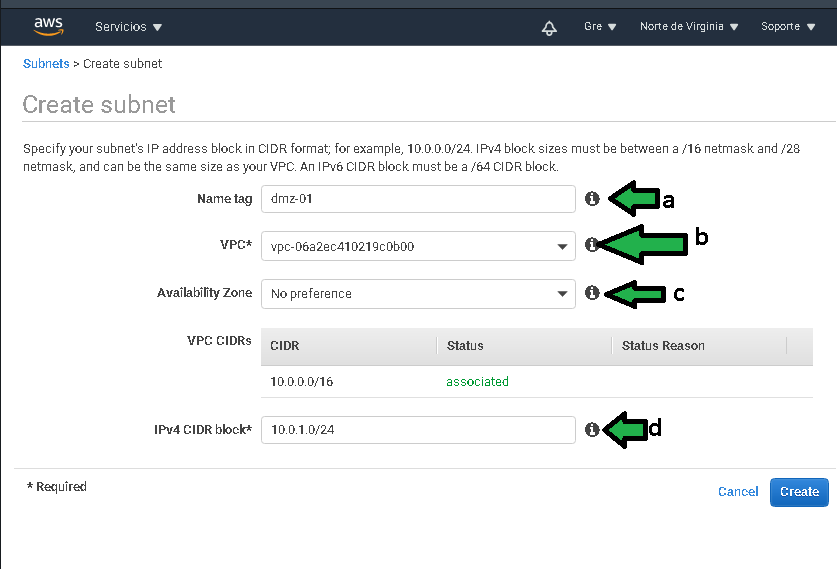 aws Servicios Gre Norte de Virginia Soporte
Subnets > Create subnet
Create subnet
Specify your subnet's IP address block in CIDR format; for example, 10.0.0.0/24. IPv4 block sizes must be between a /16 netmask and /28
netmask, and can be the same size as your VPC. An IPv6 CIDR block must be a /64 CIDR block.
Name tag dmz-01 a
VPC* vpc-06a2ec410219c0b00 b
Availability Zone No preference c
VPC CIDRs CIDR Status Status Reason
10.0.0.0/16 associated
IPv4 CIDR block* 10.0.1.0/24 d
* Required
Cancel Create